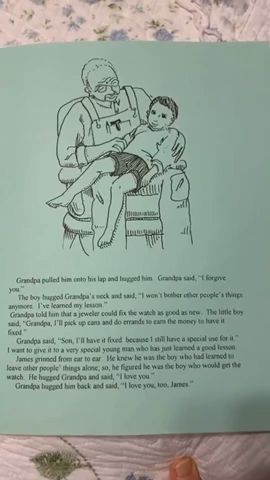 Grandpa pulled him onto his lap and hugged him. Grandpa said, "I forgive
you."
The boy hugged Grandpa's neck and said, "I won't bother other people's things
anymore. I've learned my lesson."
Grandpa told him that a jeweler could fix the watch as good as new. The little boy
said, "Grandpa, I'll pick up cans and do errands to earn the money to have it
fixed."
Grandpa said, "Son, I'll have it fixed because I still have a special use for it."
I want to give it to a very special young man who has just learned a good lesson.
James grinned from ear to ear. He knew he was the boy who had learned to
leave other people' things alone; so, he figured he was the boy who would get the
watch. He hugged Grandpa and said, "I love you."
Grandpa hugged him back and said, "I love you, too, James."